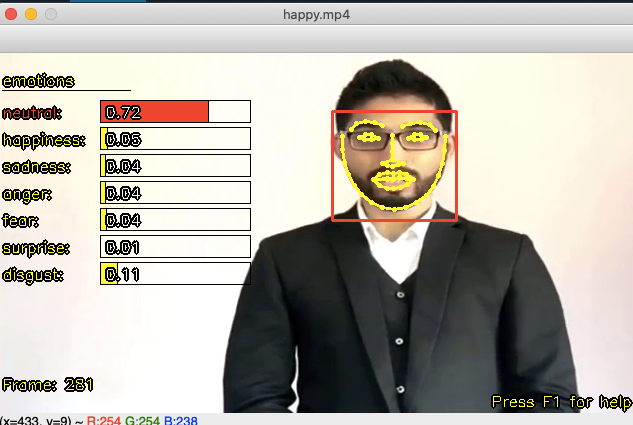 happy.mp4
emotions
neutral: 0.72
happiness: 0.05
sadness: 0.04
anger: 0.04
fear: 0.04
surprise: 0.01
disgust: 0.11
Frame: 281
Press F1 for help
(x=433, y=9) ~ R:254 G:254 B:238